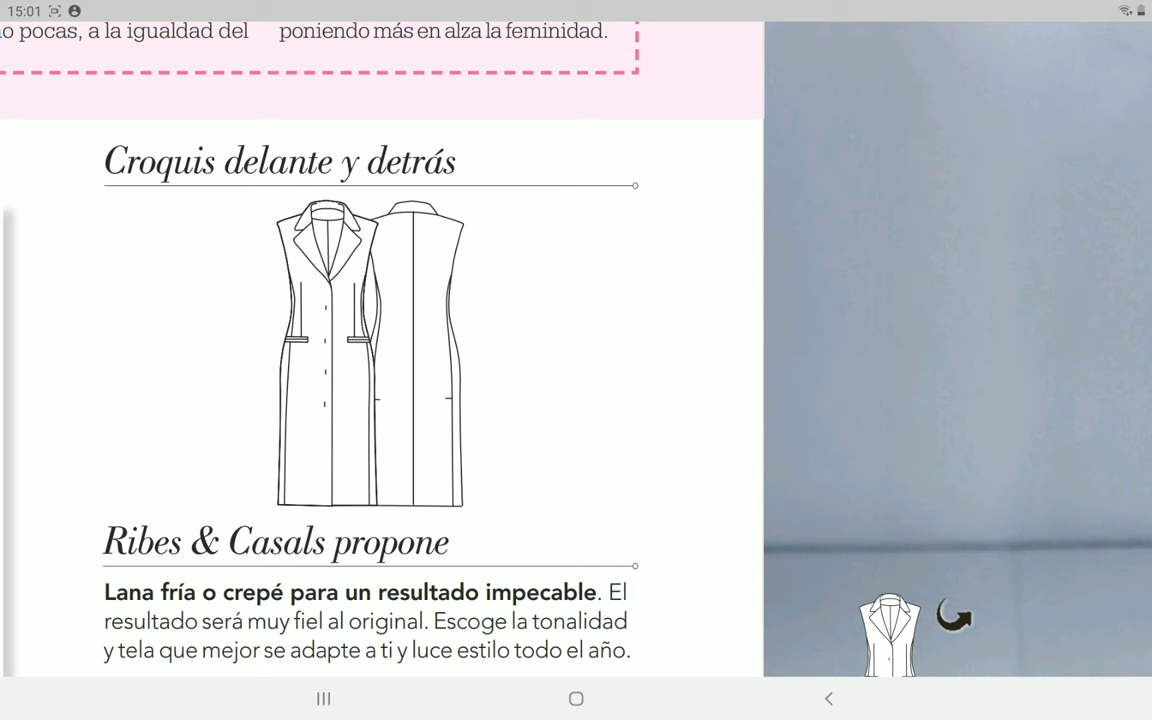 15:01
o pocas, a la igualdad del
poniendo más en alza la feminidad.
Croquis delante y detrás
Ribes & Casals propone
Lana fría o crepé para un resultado impecable. El
resultado será muy fiel al original. Escoge la tonalidad
y tela que mejor se adapte a ti y luce estilo todo el año.